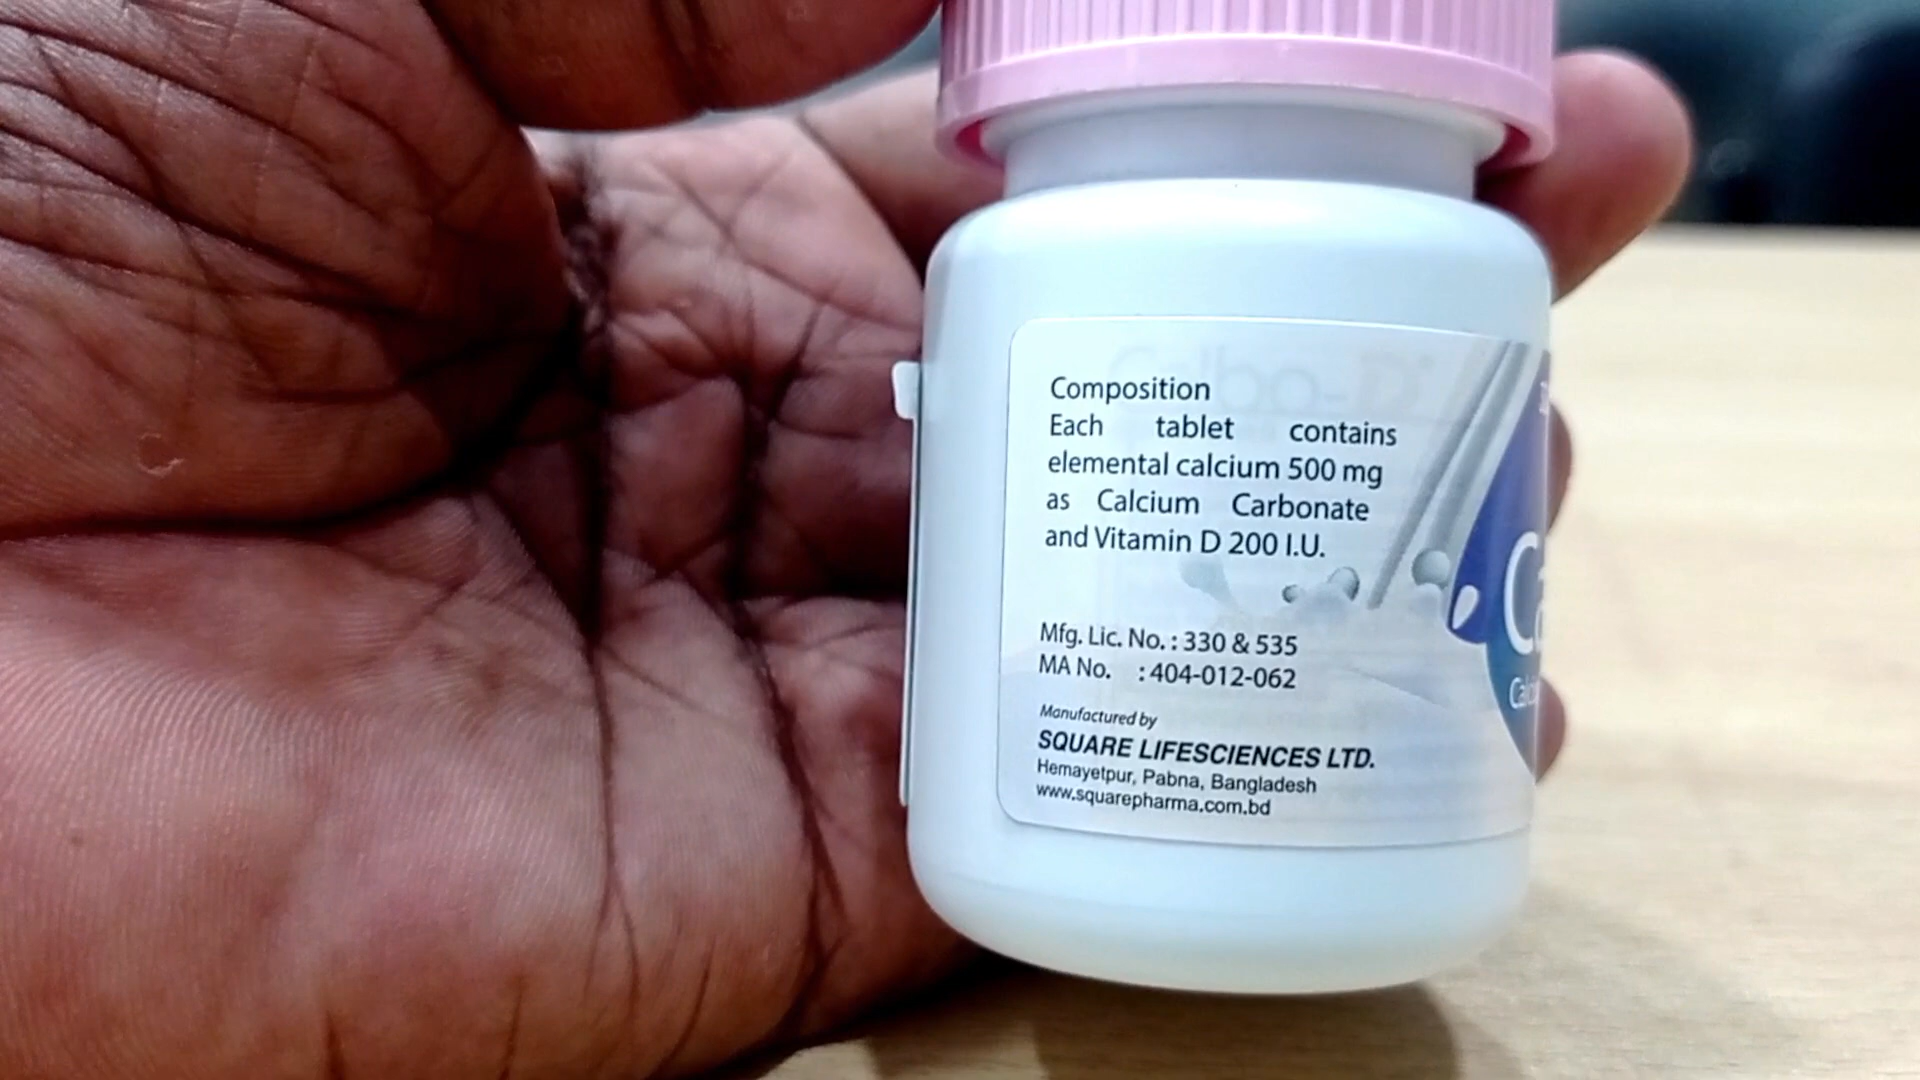 Composition
Each tablet contains
elemental calcium 500 mg
as Calcium Carbonate
and Vitamin D 200 I.U.
Mfg. Lic. No. : 330 & 535
MA No. : 404-012-062
Manufactured by
SQUARE LIFESCIENCES LTD.
Hemayetpur, Pabna, Bangladesh
www.squarepharma.com.bd